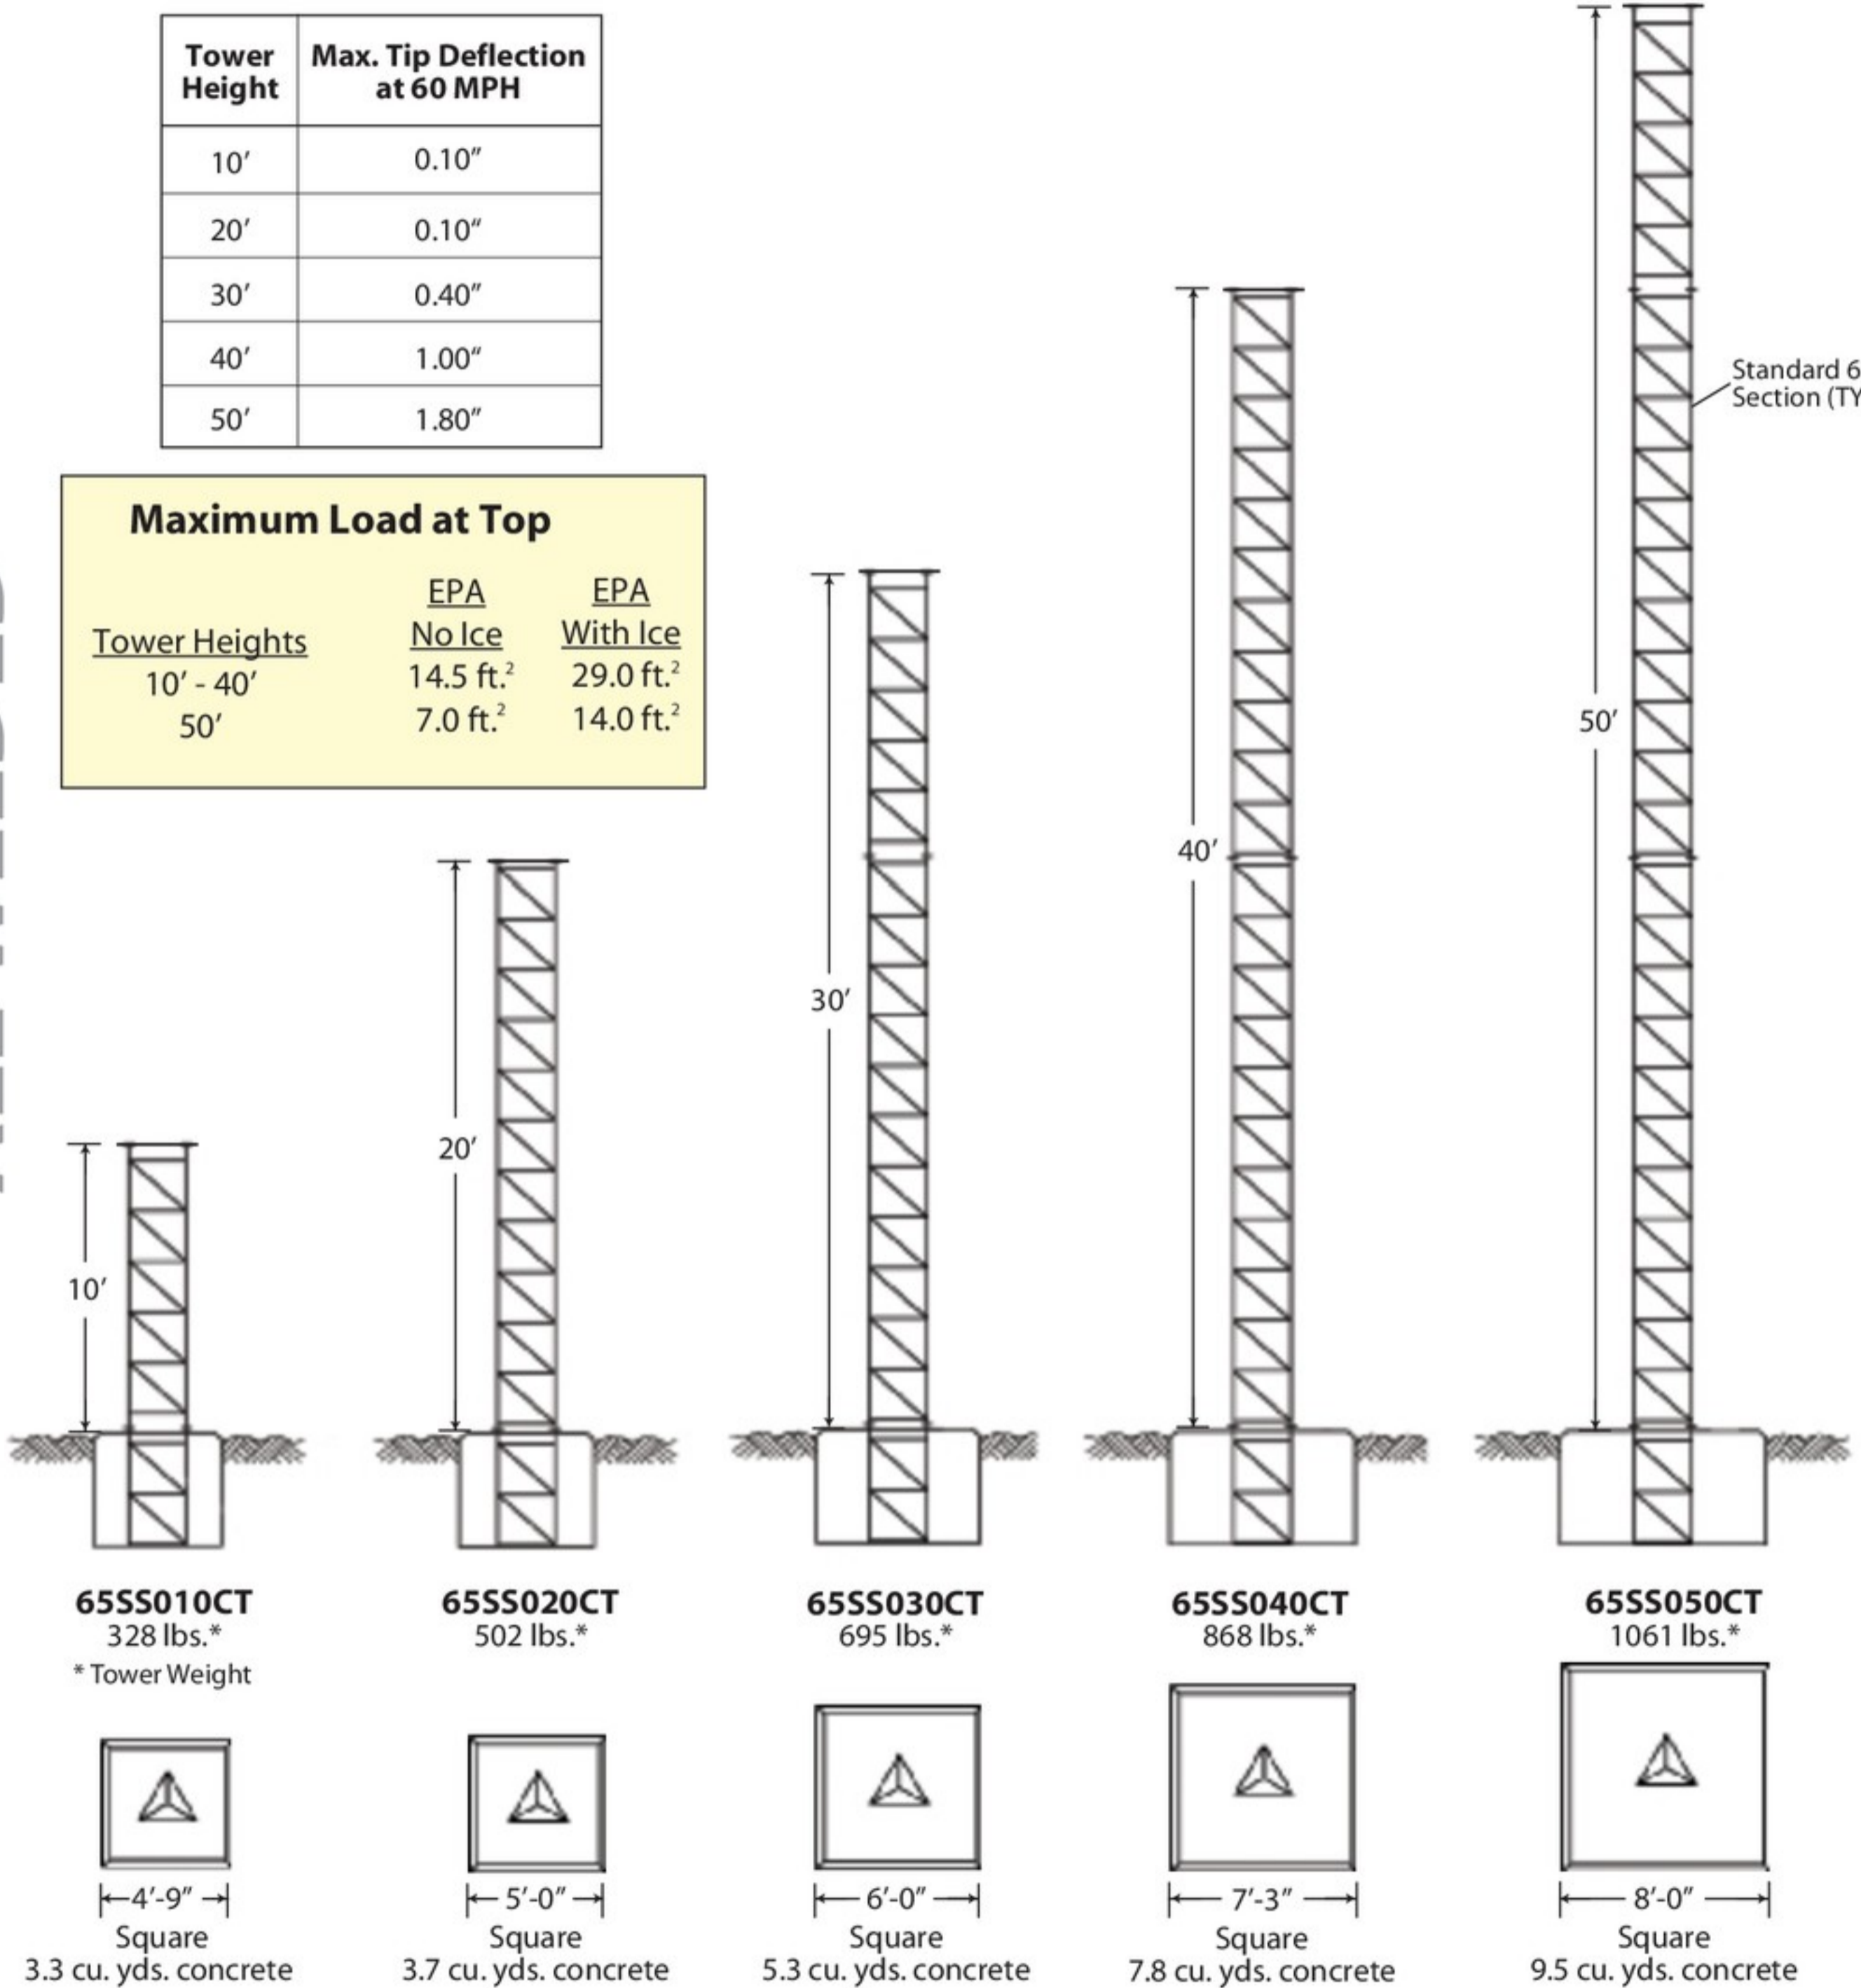 Tower Height
Max. Tip Deflection at 60 MPH
10′ 0.10″
20′ 0.10″
30′ 0.40″
40′ 1.00″
50′ 1.80″
Maximum Load at Top
EPA EPA
Tower Heights No Ice With Ice
10′ - 40′ 14.5 ft.² 29.0 ft.²
50′ 7.0 ft.² 14.0 ft.²
Standard 6
Section (TY
10′
20′
30′
40′
50′
65SS010CT
328 lbs.*
* Tower Weight
65SS020CT
502 lbs.*
65SS030CT
695 lbs.*
65SS040CT
868 lbs.*
65SS050CT
1061 lbs.*
4′-9″
Square
3.3 cu. yds. concrete
5′-0″
Square
3.7 cu. yds. concrete
6′-0″
Square
5.3 cu. yds. concrete
7′-3″
Square
7.8 cu. yds. concrete
8′-0″
Square
9.5 cu. yds. concrete